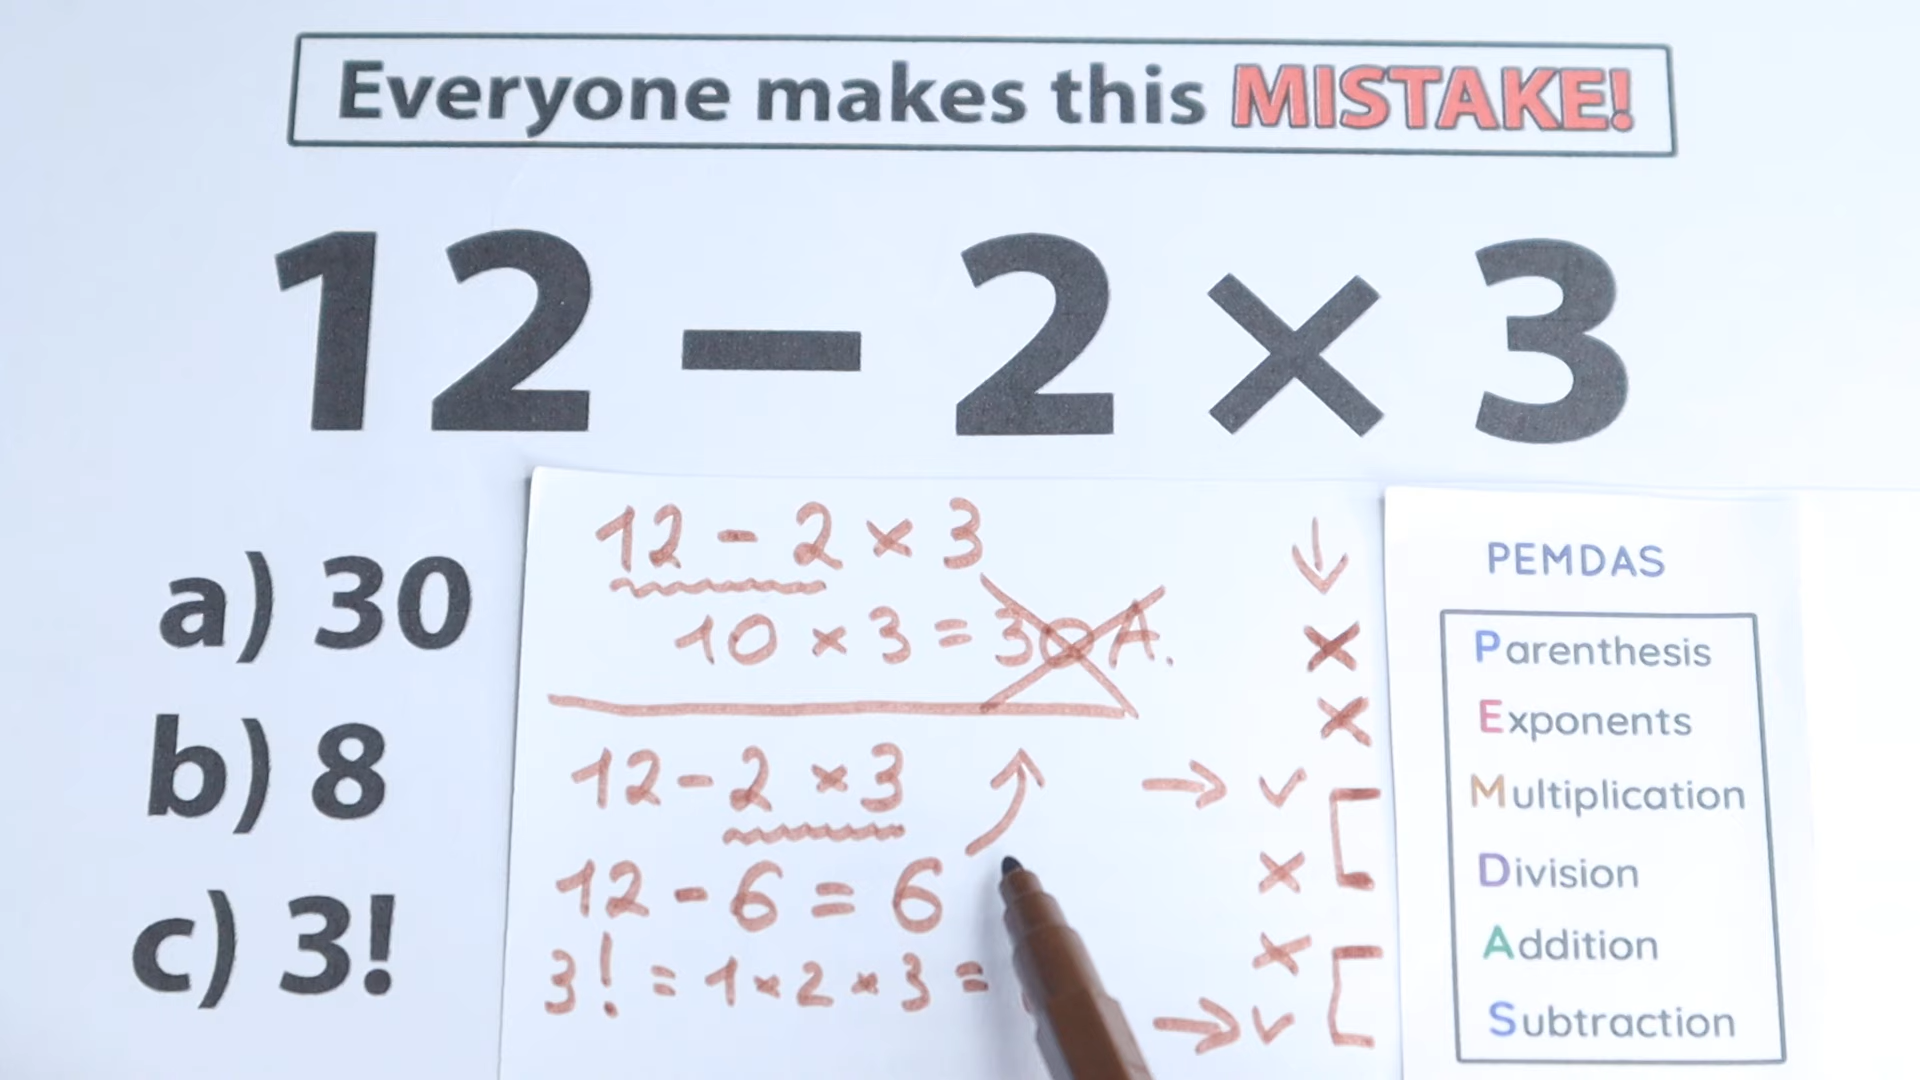 Everyone makes this MISTAKE!
12 − 2 × 3
a) 30
b) 8
c) 3!
12 - 2 × 3
10 × 3 = 30 A.
12 - 2 × 3
12 - 6 = 6
3! = 1 × 2 × 3 =
PEMDAS
Parenthesis
Exponents
Multiplication
Division
Addition
Subtraction